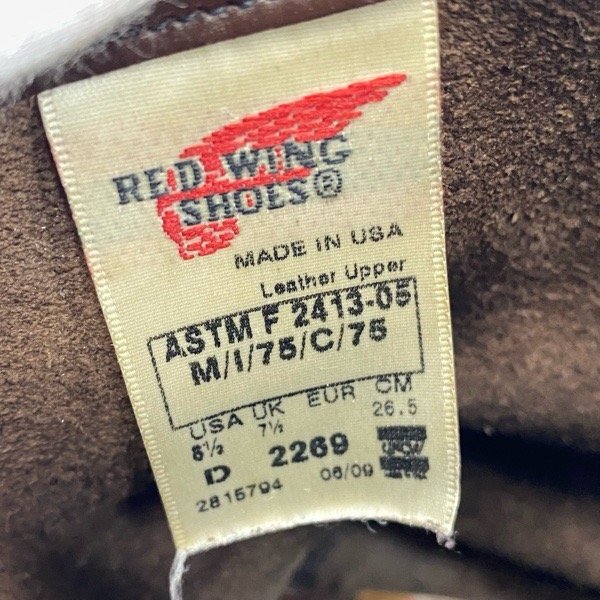 RED WING
SHOES®
MADE IN USA
Leather Upper
ASTM F 2413-05
M/I/75/C/75
USA UK EUR CM
8½ 7½ 26.5
D 2269 06/09
2815794